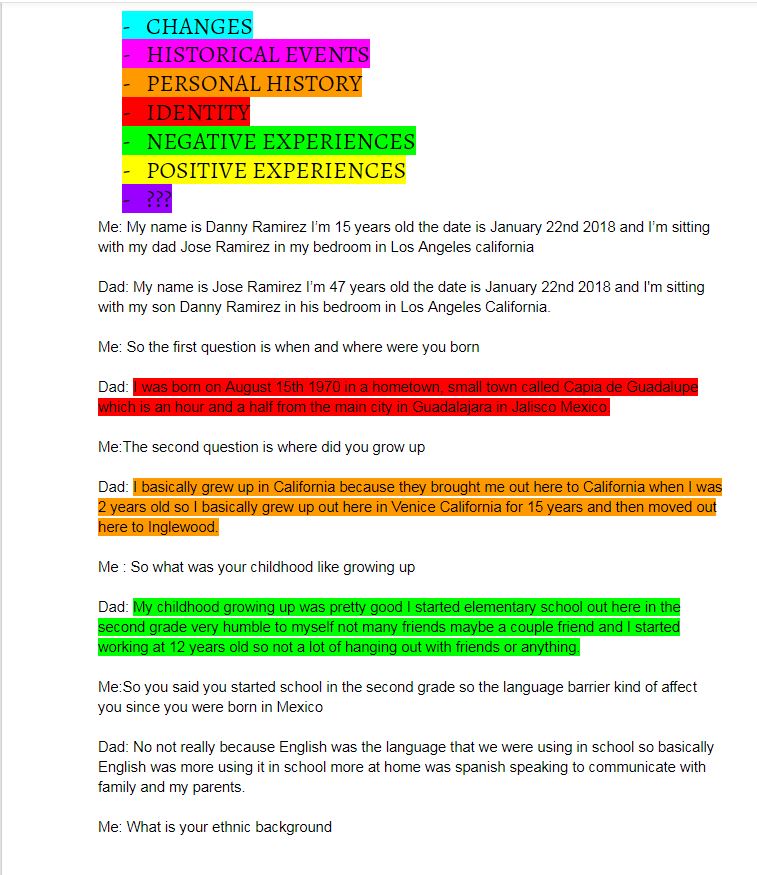 - CHANGES
- HISTORICAL EVENTS
- PERSONAL HISTORY
- IDENTITY
- NEGATIVE EXPERIENCES
- POSITIVE EXPERIENCES
- ???
Me: My name is Danny Ramirez I’m 15 years old the date is January 22nd 2018 and I’m sitting
with my dad Jose Ramirez in my bedroom in Los Angeles california
Dad: My name is Jose Ramirez I’m 47 years old the date is January 22nd 2018 and I'm sitting
with my son Danny Ramirez in his bedroom in Los Angeles California.
Me: So the first question is when and where were you born
Dad: I was born on August 15th 1970 in a hometown, small town called Capia de Guadalupe
which is an hour and a half from the main city in Guadalajara in Jalisco Mexico.
Me:The second question is where did you grow up
Dad: I basically grew up in California because they brought me out here to California when I was
2 years old so I basically grew up out here in Venice California for 15 years and then moved out
here to Inglewood.
Me : So what was your childhood like growing up
Dad: My childhood growing up was pretty good I started elementary school out here in the
second grade very humble to myself not many friends maybe a couple friend and I started
working at 12 years old so not a lot of hanging out with friends or anything.
Me:So you said you started school in the second grade so the language barrier kind of affect
you since you were born in Mexico
Dad: No not really because English was the language that we were using in school so basically
English was more using it in school more at home was spanish speaking to communicate with
family and my parents.
Me: What is your ethnic background